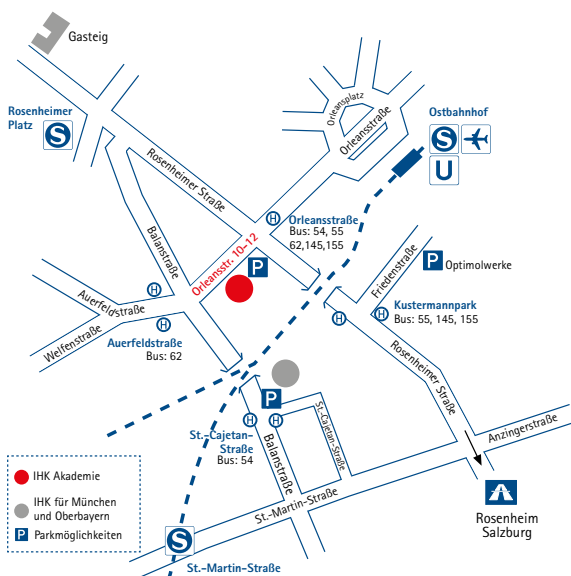 Gasteig
Rosenheimer
Platz
S
Rosenheimer Straße
Orleansplatz
Orleansstraße
Ostbahnhof
S
U
Balanstraße
H
Orleansstraße
Bus: 54, 55
62,145,155
Orleansstr. 10–12
P
P
Optimolwerke
Friedenstraße
Auerfeldstraße
H
Welfenstraße
H
Auerfeldstraße
Bus: 62
H
H
Kustermannpark
Bus: 55, 145, 155
Rosenheimer Straße
P
H
H
St.-Cajetan-
Straße
Bus: 54
Balanstraße
St.-Cajetan-Straße
Anzingerstraße
St.-Martin-Straße
IHK Akademie
IHK für München
und Oberbayern
P Parkmöglichkeiten
S
St.-Martin-Straße
Rosenheim
Salzburg